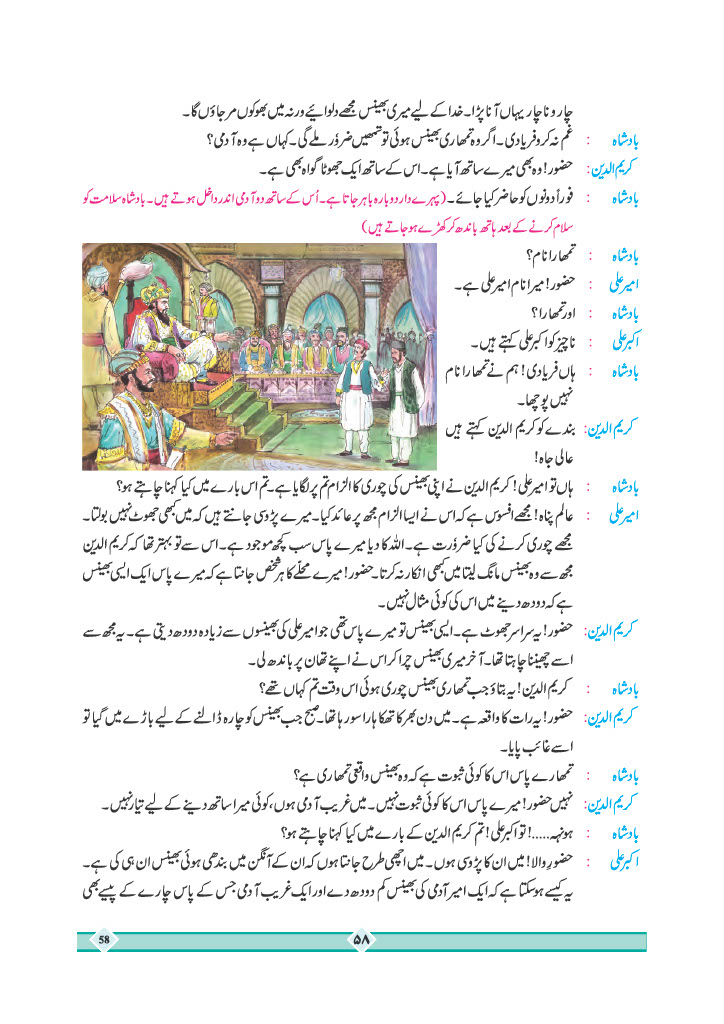 چار و ناچار یہاں آنا پڑا۔ خدا کے لیے میری بھینس مجھے دلوائیے ورنہ میں بھوکوں مرجاؤں گا۔
بادشاہ : غم نہ کرو فریادی۔ اگر وہ تمھاری بھینس ہوئی تو تمھیں ضرور ملے گی۔ کہاں ہے وہ آدمی؟
کریم الدین: حضور! وہ بھی میرے ساتھ آیا ہے۔ اس کے ساتھ ایک جھوٹا گواہ بھی ہے۔
بادشاہ : فوراً دونوں کو حاضر کیا جائے۔ (پہرے دار دوبارہ باہر جاتا ہے۔ اُس کے ساتھ دو آدمی اندر داخل ہوتے ہیں۔ بادشاہ سلامت کو
سلام کرنے کے بعد ہاتھ باندھ کر کھڑے ہوجاتے ہیں)
بادشاہ : تمھارا نام؟
امیر علی : حضور! میرا نام امیر علی ہے۔
بادشاہ : اور تمھارا؟
اکبر علی : ناچیز کو اکبر علی کہتے ہیں۔
بادشاہ : ہاں فریادی! ہم نے تمھارا نام
نہیں پوچھا۔
کریم الدین: بندے کو کریم الدین کہتے ہیں
عالی جاہ!
بادشاہ : ہاں تو امیر علی! کریم الدین نے اپنی بھینس کی چوری کا الزام تم پر لگایا ہے۔ تم اس بارے میں کیا کہنا چاہتے ہو؟
امیر علی : عالم پناہ! مجھے افسوس ہے کہ اس نے ایسا الزام مجھ پر عائد کیا۔ میرے پڑوسی جانتے ہیں کہ میں کبھی جھوٹ نہیں بولتا۔
مجھے چوری کرنے کی کیا ضرورت ہے۔ اللہ کا دیا میرے پاس سب کچھ موجود ہے۔ اس سے تو بہتر تھا کہ کریم الدین
مجھ سے وہ بھینس مانگ لیتا میں کبھی انکار نہ کرتا۔ حضور! میرے محلّے کا ہر شخص جانتا ہے کہ میرے پاس ایک ایسی بھینس
ہے کہ دودھ دینے میں اس کی کوئی مثال نہیں۔
کریم الدین: حضور! یہ سراسر جھوٹ ہے۔ ایسی بھینس تو میرے پاس تھی جو امیر علی کی بھینسوں سے زیادہ دودھ دیتی ہے۔ یہ مجھ سے
اسے چھیننا چاہتا تھا۔ آخر میری بھینس چرا کر اس نے اپنے تھان پر باندھ لی۔
بادشاہ : کریم الدین! یہ بتاؤ جب تمھاری بھینس چوری ہوئی اس وقت تم کہاں تھے؟
کریم الدین: حضور! یہ رات کا واقعہ ہے۔ میں دن بھر کا تھکا ہارا سو رہا تھا۔ صبح جب بھینس کو چارہ ڈالنے کے لیے باڑے میں گیا تو
اسے غائب پایا۔
بادشاہ : تمھارے پاس اس کا کوئی ثبوت ہے کہ وہ بھینس واقعی تمھاری ہے؟
کریم الدین: نہیں حضور! میرے پاس اس کا کوئی ثبوت نہیں۔ میں غریب آدمی ہوں، کوئی میرا ساتھ دینے کے لیے تیار نہیں۔
بادشاہ : ہونہہ.....! تو اکبر علی! تم کریم الدین کے بارے میں کیا کہنا چاہتے ہو؟
اکبر علی : حضورِ والا! میں ان کا پڑوسی ہوں۔ میں اچھی طرح جانتا ہوں کہ ان کے آنگن میں بندھی ہوئی بھینس ان ہی کی ہے۔
یہ کیسے ہوسکتا ہے کہ ایک امیر آدمی کی بھینس کم دودھ دے اور ایک غریب آدمی جس کے پاس چارے کے پیسے بھی
58
۵۸